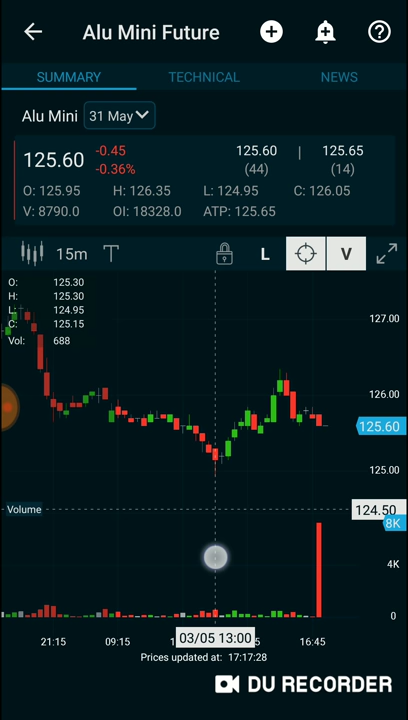 Alu Mini Future
SUMMARY TECHNICAL NEWS
Alu Mini 31 May
125.60 -0.45 -0.36% 125.60 (44) | 125.65 (14)
O: 125.95 H: 126.35 L: 124.95 C: 126.05
V: 8790.0 OI: 18328.0 ATP: 125.65
15m T L V
O: 125.30
H: 125.30
L: 124.95
C: 125.15
Vol: 688
127.00
126.00
125.60
125.00
Volume 124.50
8K
4K
0
21:15 09:15 03/05 13:00 16:45
Prices updated at: 17:17:28
DU RECORDER